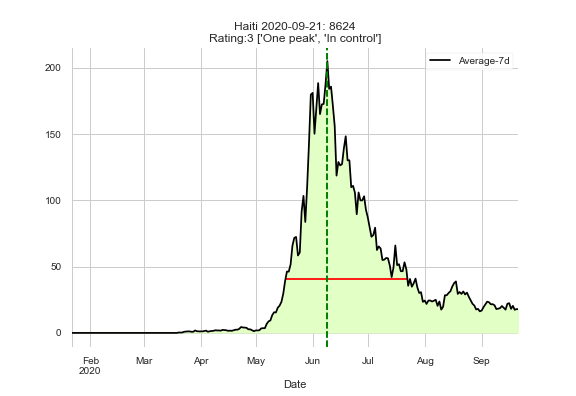 Haiti 2020-09-21: 8624
Rating:3 ['One peak', 'In control']
Average-7d
200
150
100
50
0
Feb Mar Apr May Jun Jul Aug Sep
2020
Date